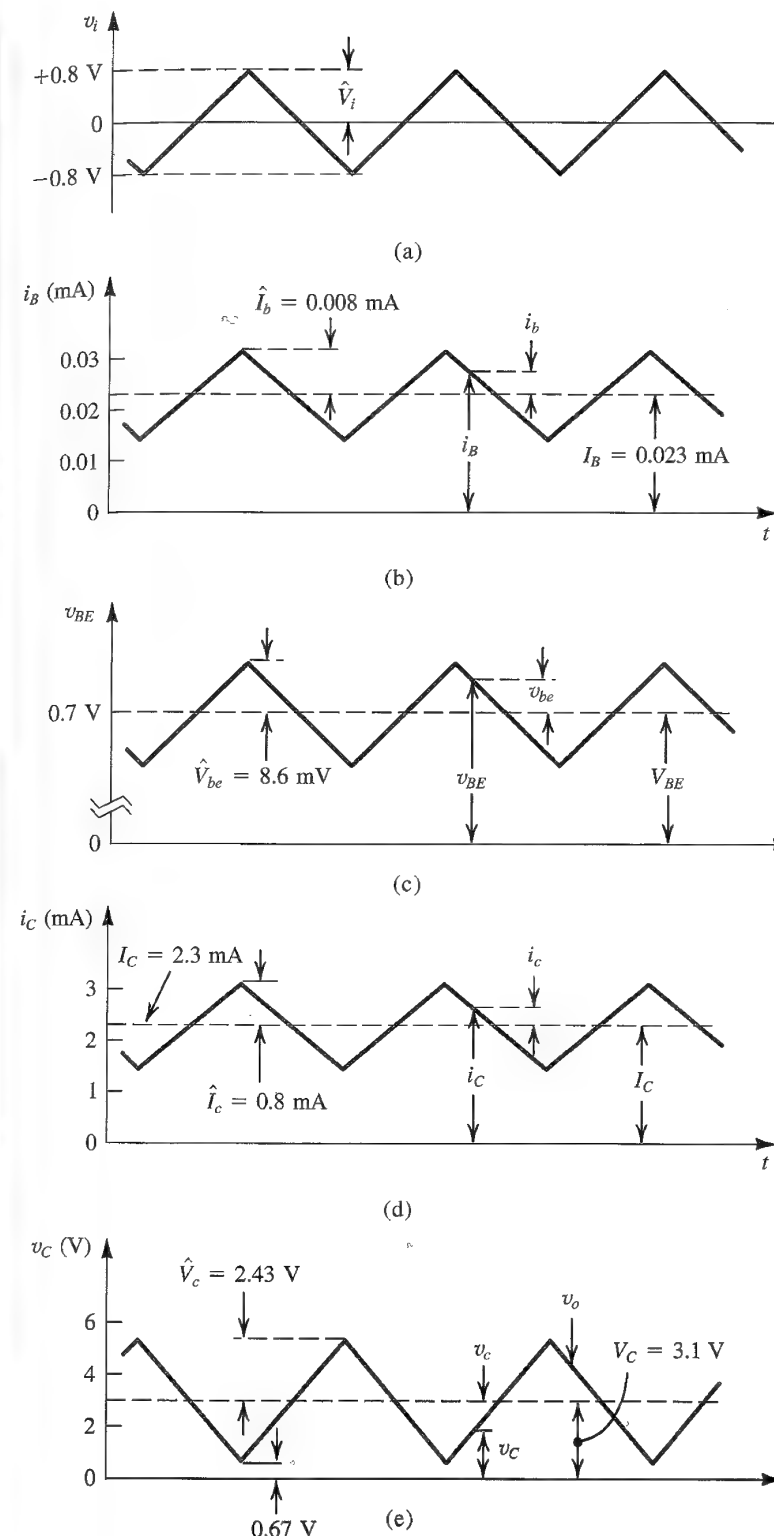 v_i
+0.8 V
V̂_i
0
−0.8 V
(a)
i_B (mA)
Î_b = 0.008 mA
i_b
0.03
0.02
i_B
I_B = 0.023 mA
0.01
0
t
(b)
v_BE
0.7 V
v_be
V̂_be = 8.6 mV
v_BE
V_BE
0
(c)
i_C (mA)
I_C = 2.3 mA
i_c
3
2
i_C
I_C
1
Î_c = 0.8 mA
0
t
(d)
v_C (V)
V̂_c = 2.43 V
v_o
6
v_c
V_C = 3.1 V
4
2
v_C
0
0.67 V
(e)